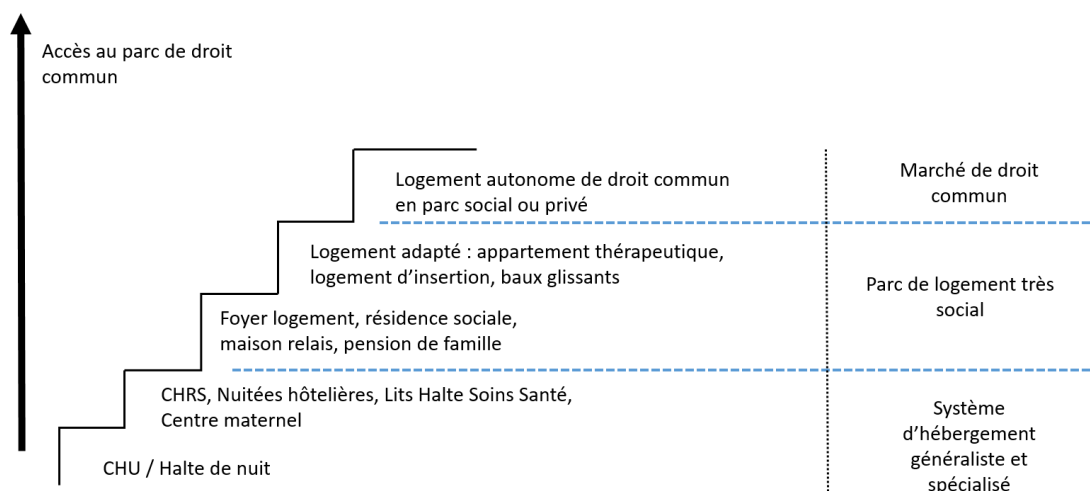 Accès au parc de droit
commun
Logement autonome de droit commun
en parc social ou privé
Marché de droit
commun
Logement adapté : appartement thérapeutique,
logement d’insertion, baux glissants
Parc de logement très
social
Foyer logement, résidence sociale,
maison relais, pension de famille
CHRS, Nuitées hôtelières, Lits Halte Soins Santé,
Centre maternel
Système
d’hébergement
généraliste et
spécialisé
CHU / Halte de nuit